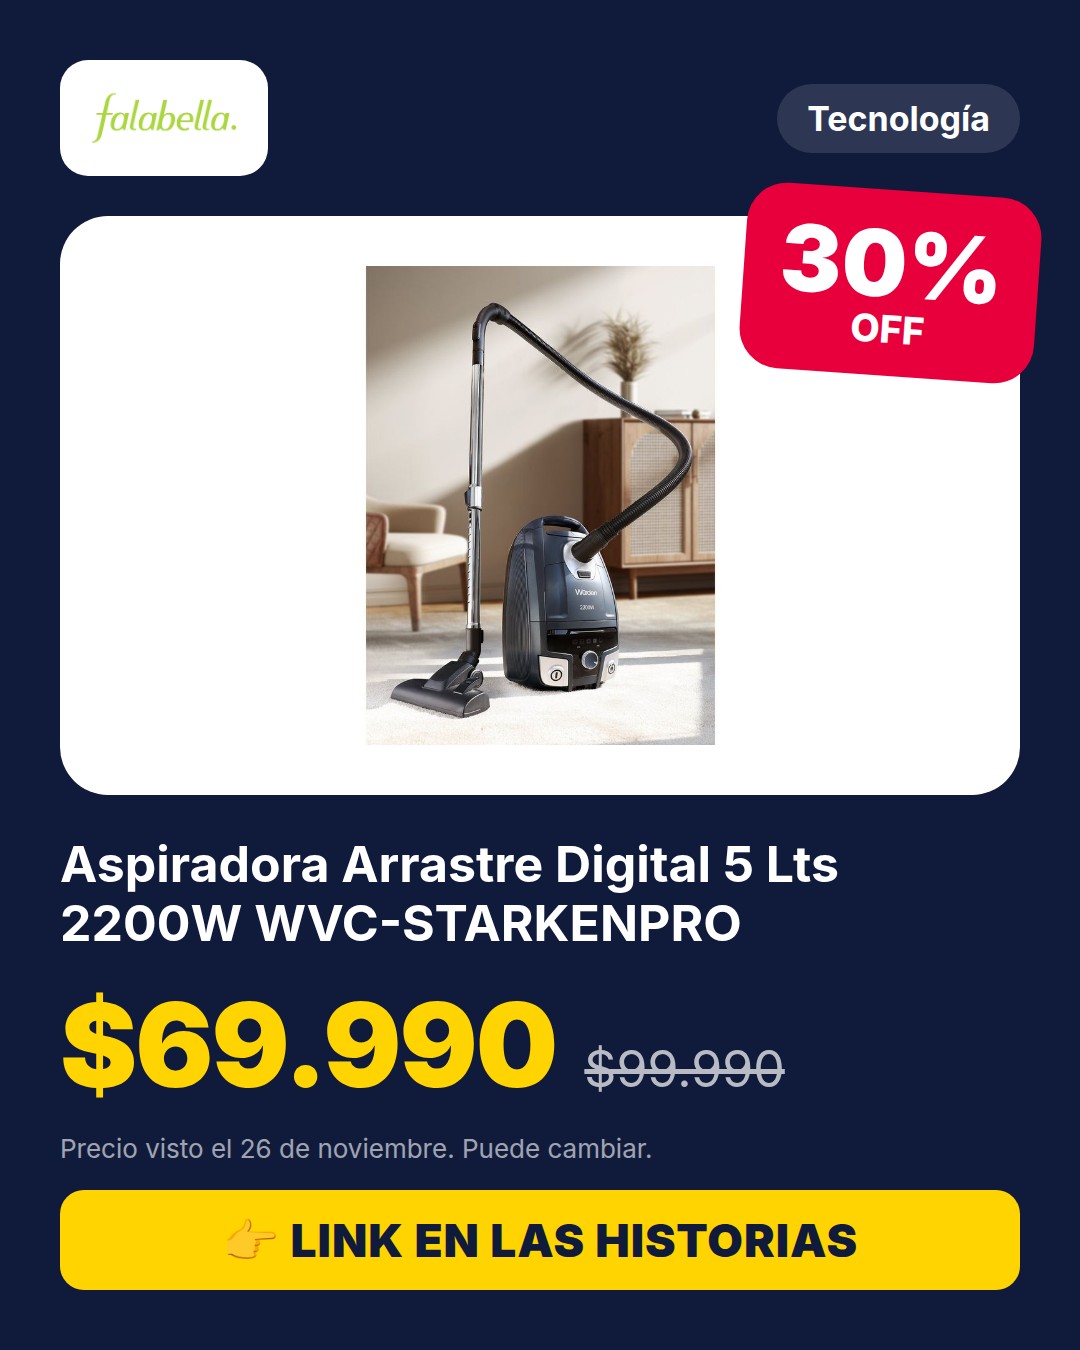 falabella.
Tecnología
30%
OFF
Würden
2200W
Aspiradora Arrastre Digital 5 Lts
2200W WVC-STARKENPRO
$69.990 $99.990
Precio visto el 26 de noviembre. Puede cambiar.
👉 LINK EN LAS HISTORIAS